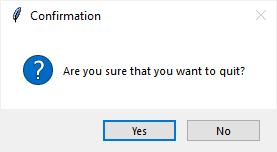 Confirmation
Are you sure that you want to quit?
Yes
No